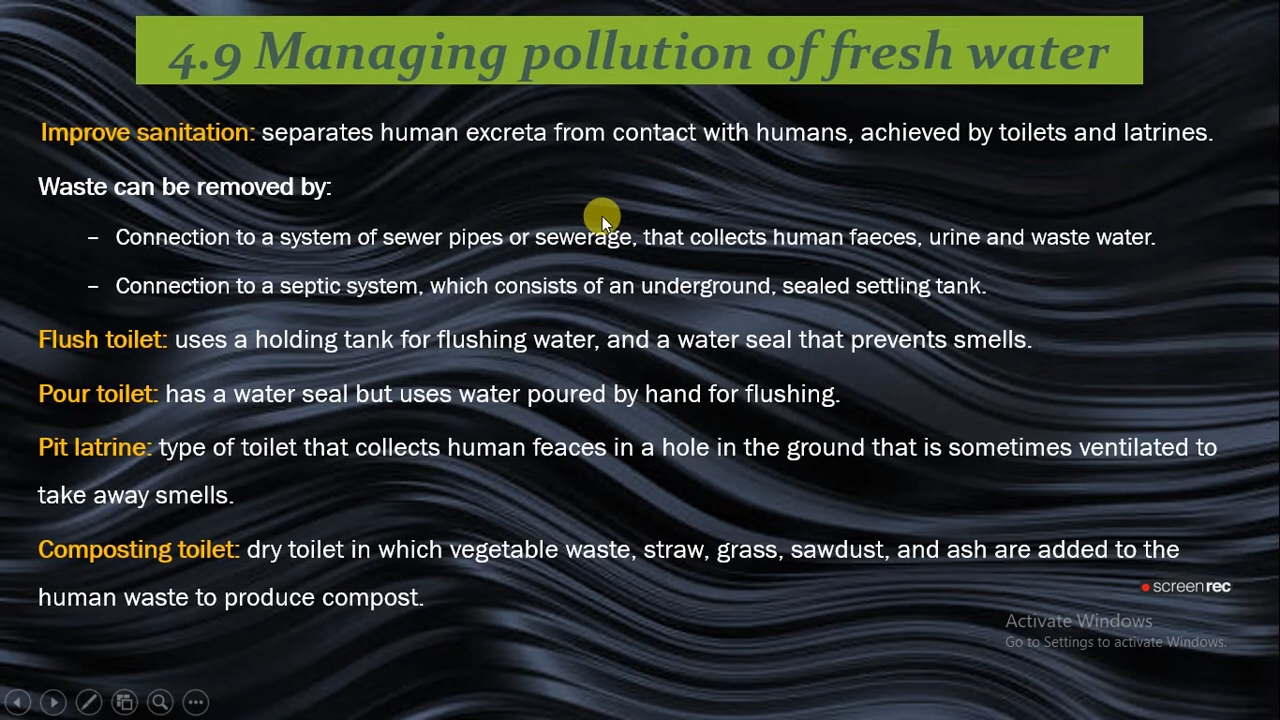 4.9 Managing pollution of fresh water
Improve sanitation: separates human excreta from contact with humans, achieved by toilets and latrines.
Waste can be removed by:
– Connection to a system of sewer pipes or sewerage, that collects human faeces, urine and waste water.
– Connection to a septic system, which consists of an underground, sealed settling tank.
Flush toilet: uses a holding tank for flushing water, and a water seal that prevents smells.
Pour toilet: has a water seal but uses water poured by hand for flushing.
Pit latrine: type of toilet that collects human feaces in a hole in the ground that is sometimes ventilated to
take away smells.
Composting toilet: dry toilet in which vegetable waste, straw, grass, sawdust, and ash are added to the
human waste to produce compost.
screenrec
Activate Windows
Go to Settings to activate Windows.